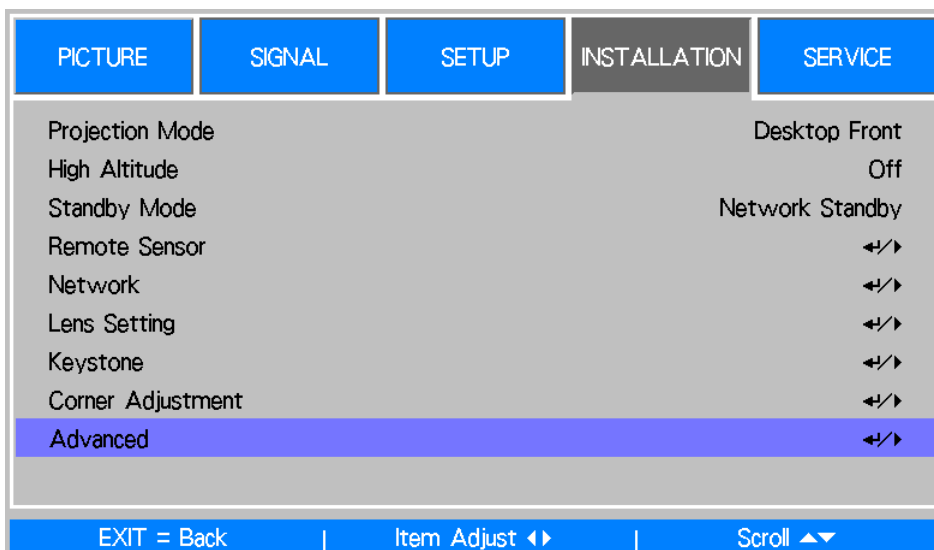 PICTURE SIGNAL SETUP INSTALLATION SERVICE
Projection Mode Desktop Front
High Altitude Off
Standby Mode Network Standby
Remote Sensor ↵/▶
Network ↵/▶
Lens Setting ↵/▶
Keystone ↵/▶
Corner Adjustment ↵/▶
Advanced ↵/▶
EXIT = Back | Item Adjust ◀▶ | Scroll ▲▼